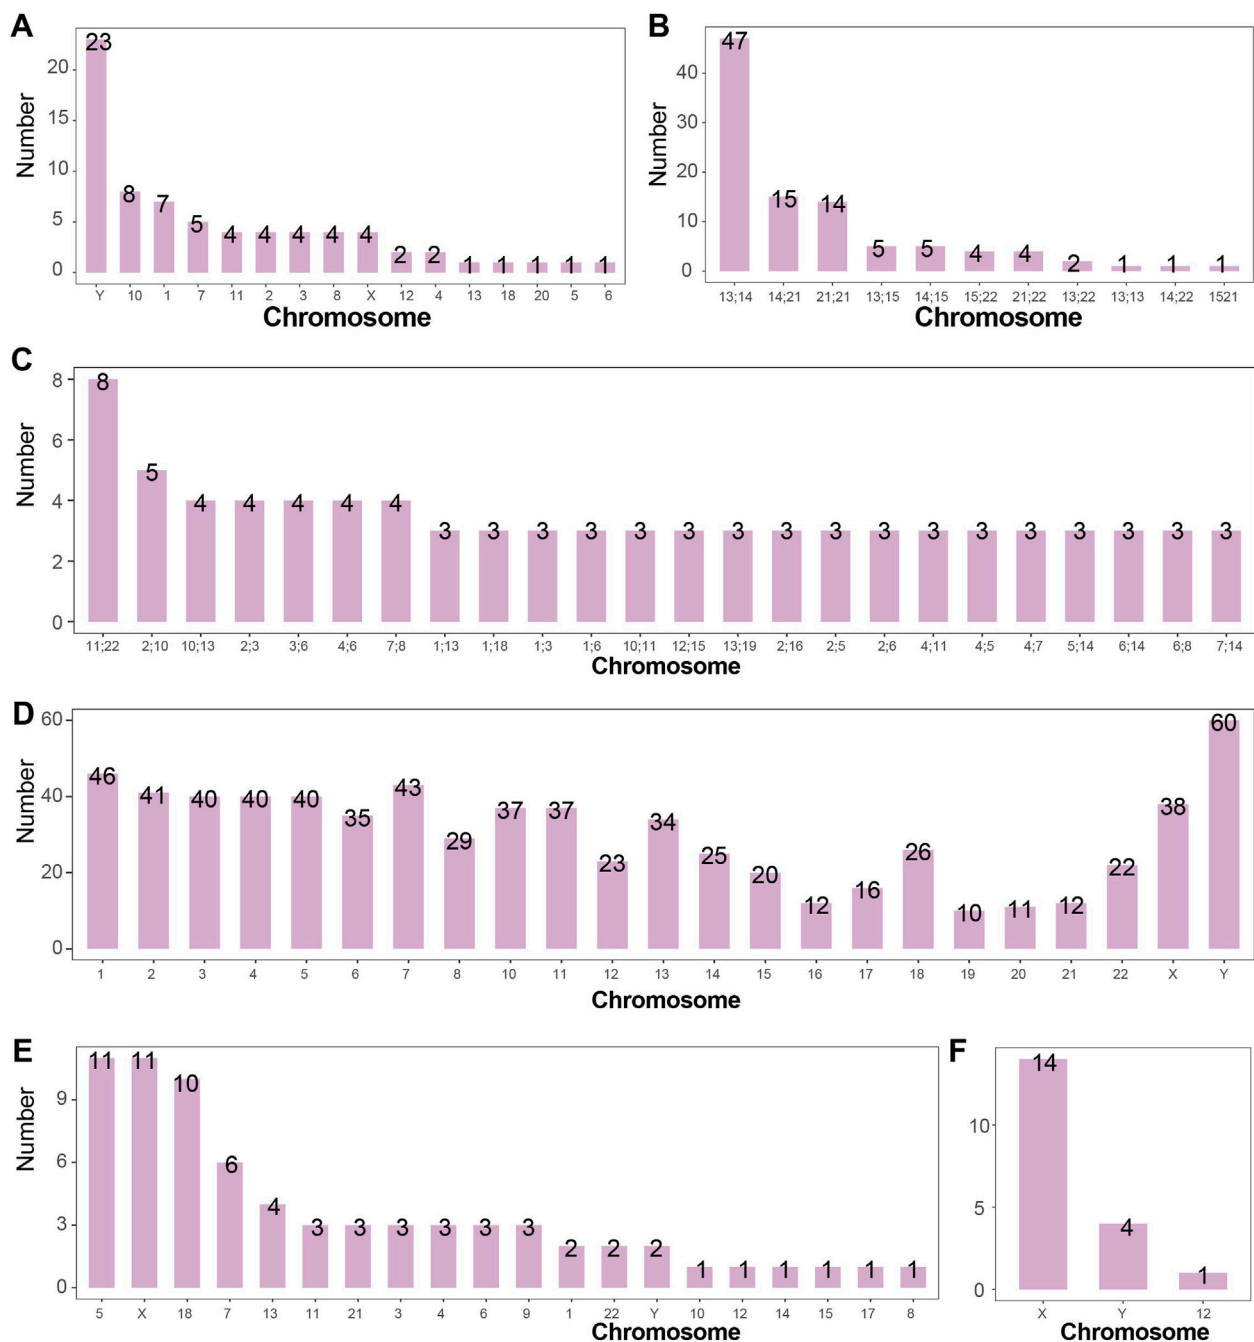 A
Number
20
15
10
5
0
23 8 7 5 4 4 4 4 4 2 2 1 1 1 1 1
Y 10 1 7 11 2 3 8 X 12 4 13 18 20 5 6
Chromosome
B
Number
40
30
20
10
0
47 15 14 5 5 4 4 2 1 1 1
13;14 14;21 21;21 13;15 14;15 15;22 21;22 13;22 13;13 14;22 1521
Chromosome
C
Number
8
6
4
2
0
8 5 4 4 4 4 4 3 3 3 3 3 3 3 3 3 3 3 3 3 3 3 3 3
11;22 2;10 10;13 2;3 3;6 4;6 7;8 1;13 1;18 1;3 1;6 10;11 12;15 13;19 2;16 2;5 2;6 4;11 4;5 4;7 5;14 6;14 6;8 7;14
Chromosome
D
Number
60
40
20
0
46 41 40 40 40 35 43 29 37 37 23 34 25 20 12 16 26 10 11 12 22 38 60
1 2 3 4 5 6 7 8 10 11 12 13 14 15 16 17 18 19 20 21 22 X Y
Chromosome
E
Number
9
6
3
0
11 11 10 6 4 3 3 3 3 3 3 2 2 2 1 1 1 1 1 1
5 X 18 7 13 11 21 3 4 6 9 1 22 Y 10 12 14 15 17 8
Chromosome
F
10
5
0
14 4 1
X Y 12
Chromosome